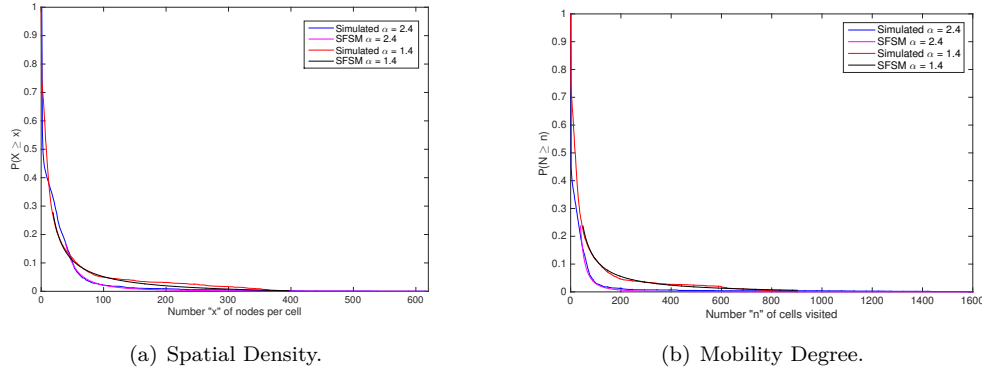 Simulated α = 2.4
SFSM α = 2.4
Simulated α = 1.4
SFSM α = 1.4
1
0.9
0.8
0.7
0.6
0.5
0.4
0.3
0.2
0.1
0
P(X ≥ x)
0 100 200 300 400 500 600
Number "x" of nodes per cell
(a) Spatial Density.
Simulated α = 2.4
SFSM α = 2.4
Simulated α = 1.4
SFSM α = 1.4
1
0.9
0.8
0.7
0.6
0.5
0.4
0.3
0.2
0.1
0
P(N ≥ n)
0 200 400 600 800 1000 1200 1400 1600
Number "n" of cells visited
(b) Mobility Degree.